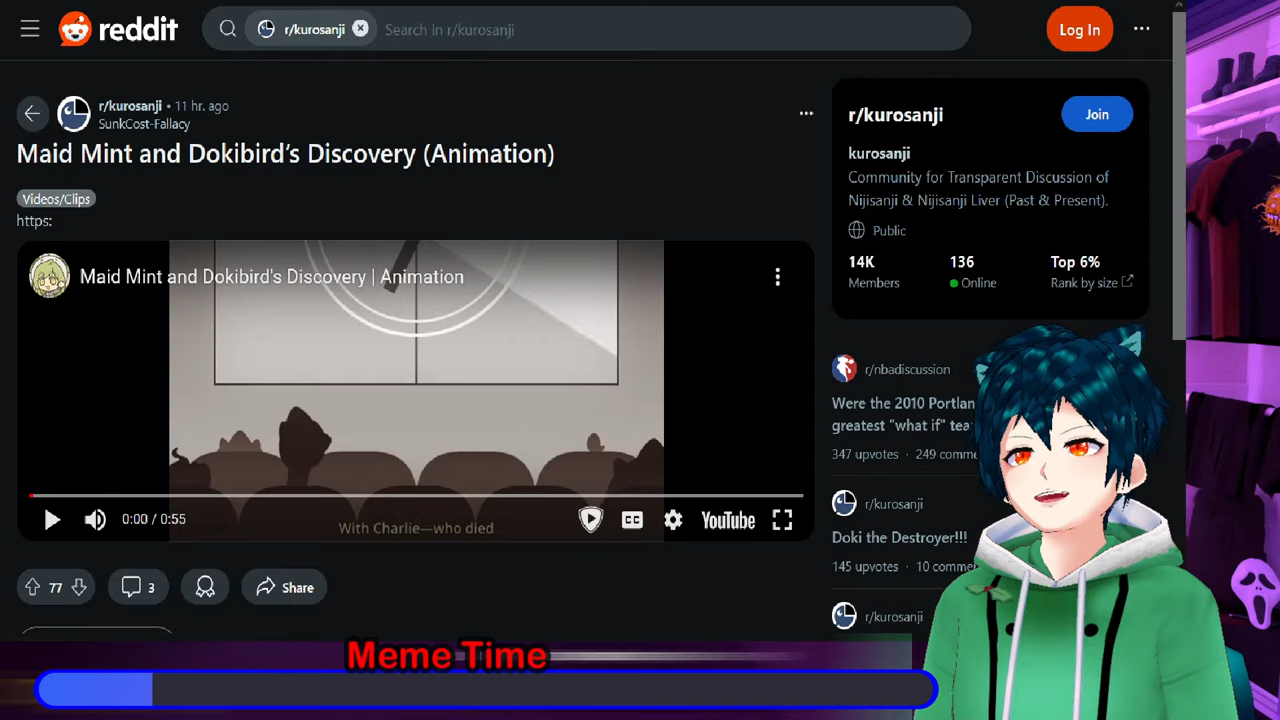 reddit
r/kurosanji
Search in r/kurosanji
Log In
r/kurosanji • 11 hr. ago
SunkCost-Fallacy
Maid Mint and Dokibird's Discovery (Animation)
Videos/Clips
https:
Maid Mint and Dokibird's Discovery | Animation
With Charlie—who died
0:00 / 0:55
CC
YouTube
77
3
Share
r/kurosanji
Join
kurosanji
Community for Transparent Discussion of
Nijisanji & Nijisanji Liver (Past & Present).
Public
14K
Members
136
Online
Top 6%
Rank by size
r/nbadiscussion
Were the 2010
greatest "what if"
347 upvotes · 249
r/kurosanji
Doki the Destroyer!!!
145 upvotes · 10
r/kurosanji
Meme Time